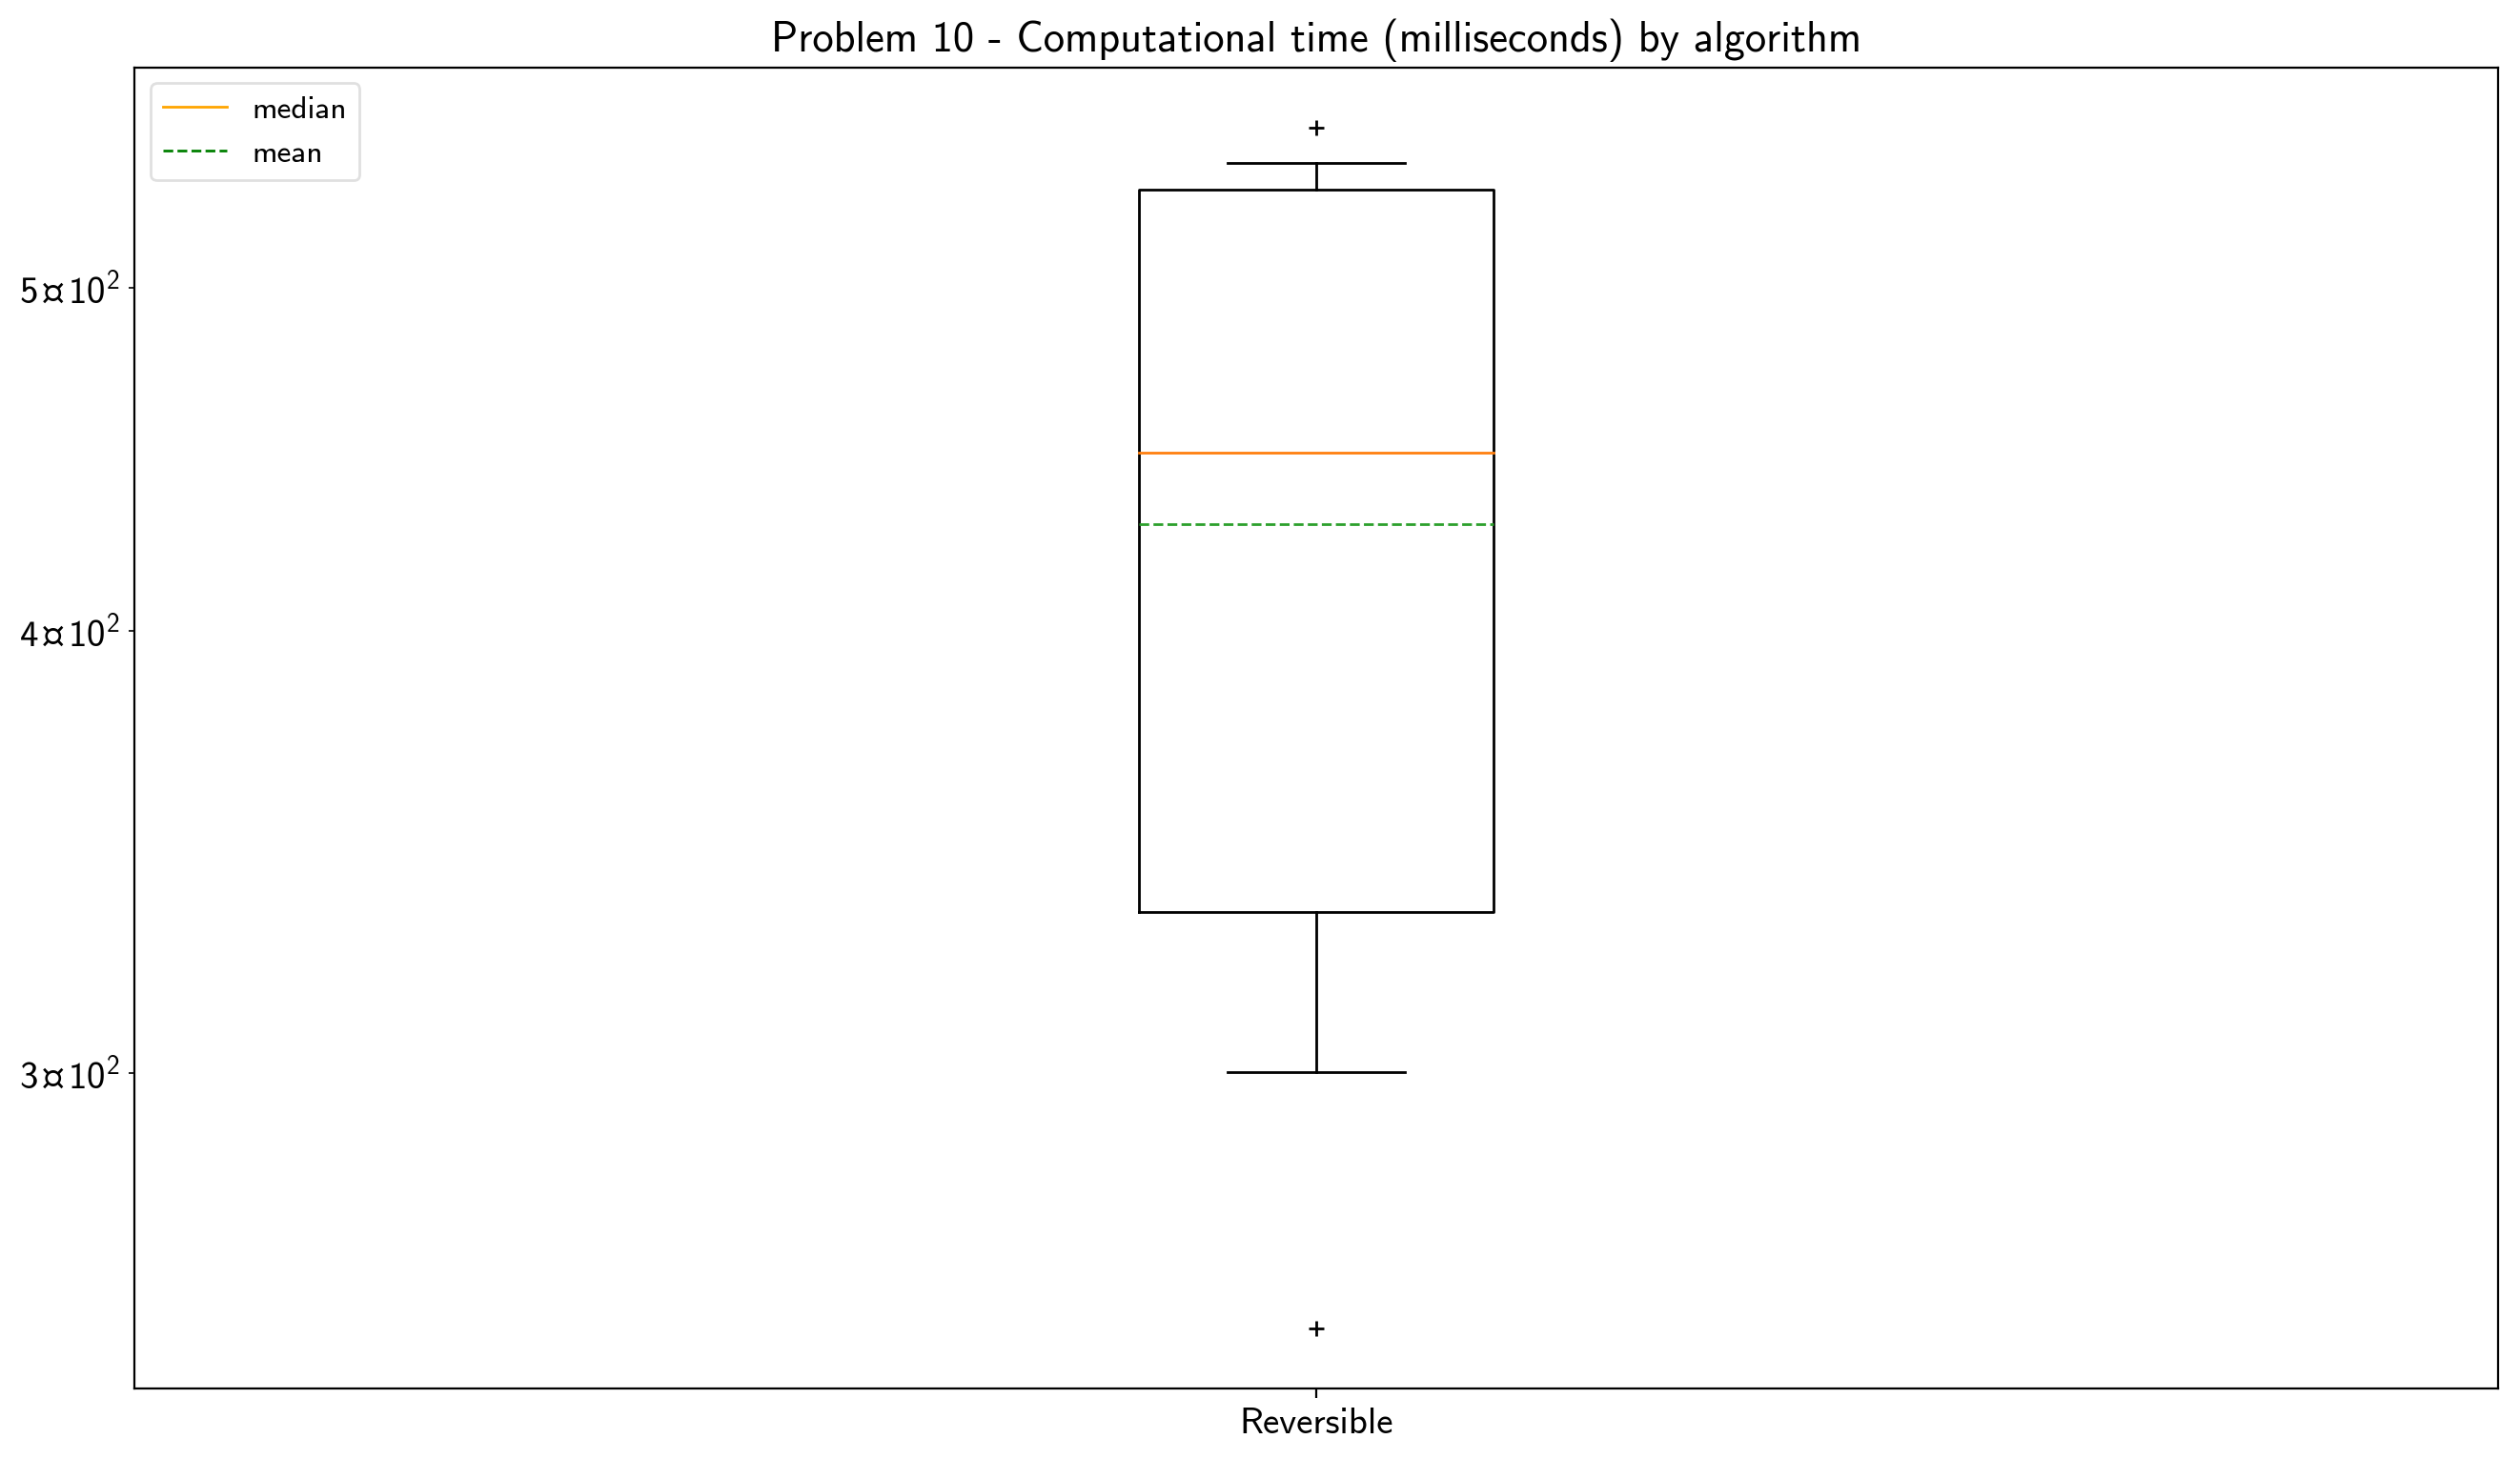 Problem 10 - Computational time (milliseconds) by algorithm
median
mean
5¤10²
4¤10²
3¤10²
Reversible